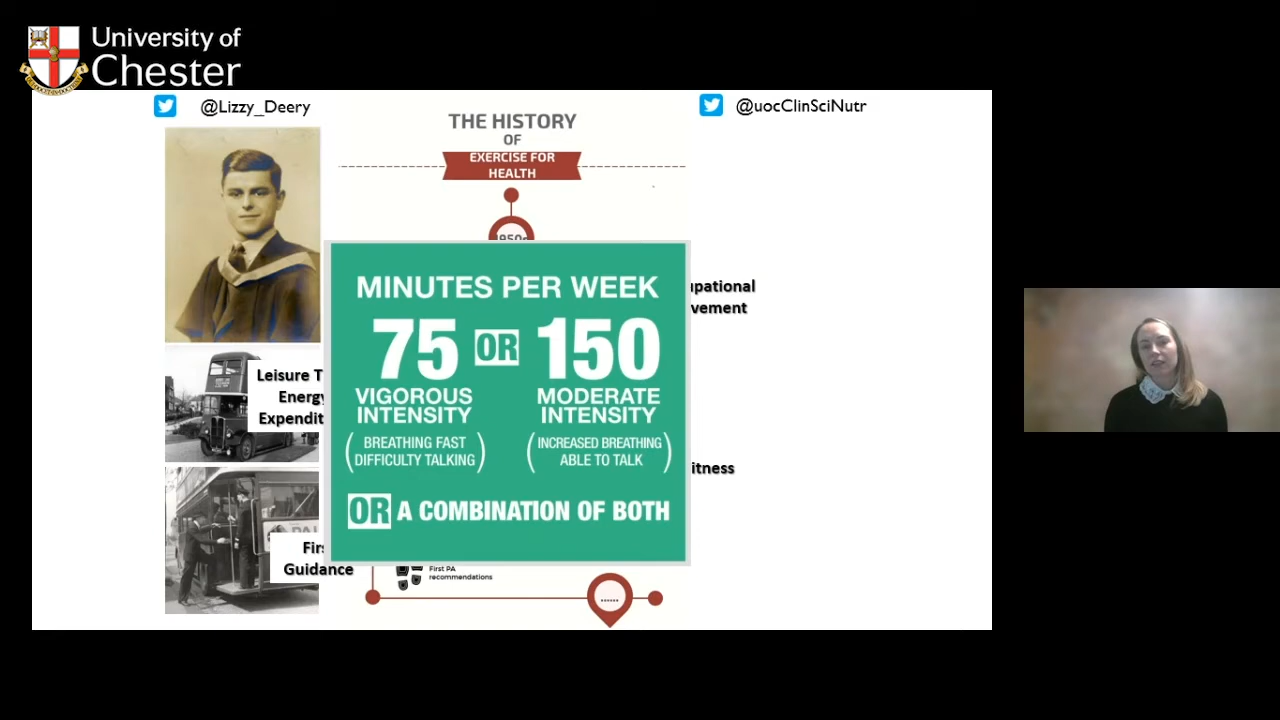 University of
Chester
@Lizzy_Deery
@uocClinSciNutr
THE HISTORY
OF
EXERCISE FOR
HEALTH
MINUTES PER WEEK
75 OR 150
VIGOROUS
INTENSITY
MODERATE
INTENSITY
(BREATHING FAST
DIFFICULTY TALKING)
(INCREASED BREATHING
ABLE TO TALK)
OR A COMBINATION OF BOTH
Leisure T
Energy
Expendit
upational
vement
itness
Firs
Guidance
First PA
recommendations
......